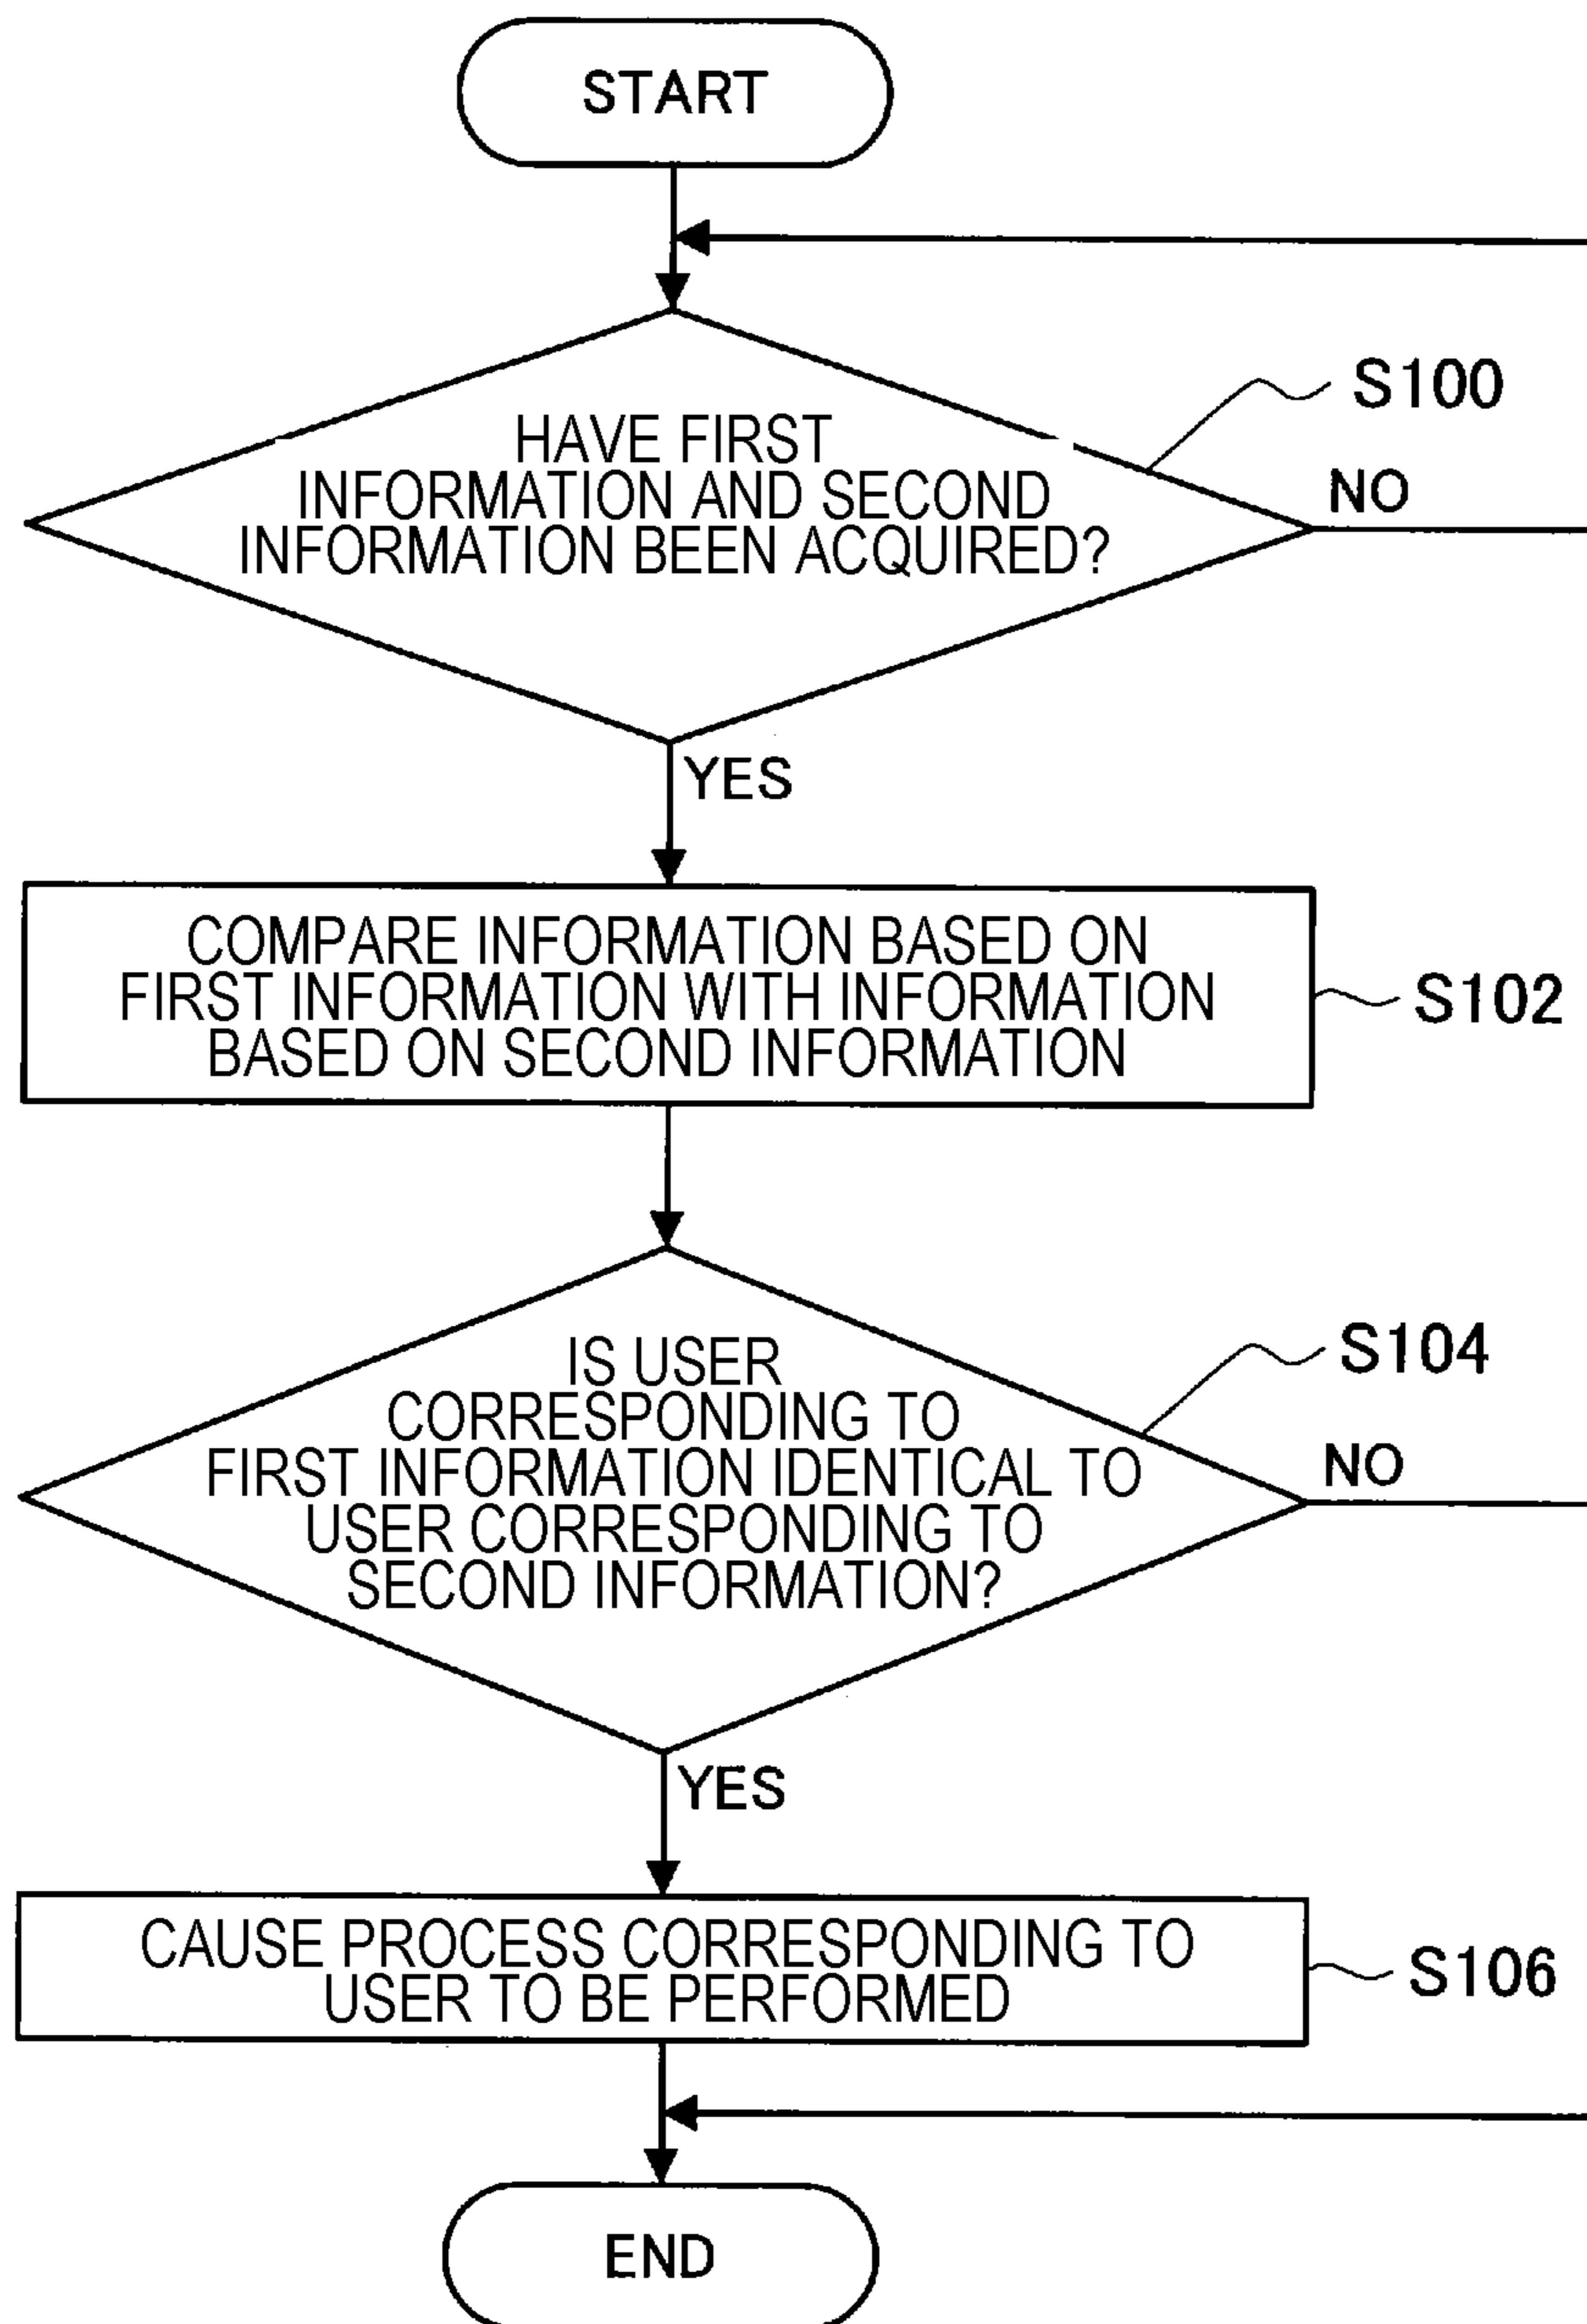 START
S100
HAVE FIRST
INFORMATION AND SECOND
INFORMATION BEEN ACQUIRED?
NO
YES
COMPARE INFORMATION BASED ON
FIRST INFORMATION WITH INFORMATION
BASED ON SECOND INFORMATION
S102
S104
IS USER
CORRESPONDING TO
FIRST INFORMATION IDENTICAL TO
USER CORRESPONDING TO
SECOND INFORMATION?
NO
YES
CAUSE PROCESS CORRESPONDING TO
USER TO BE PERFORMED
S106
END